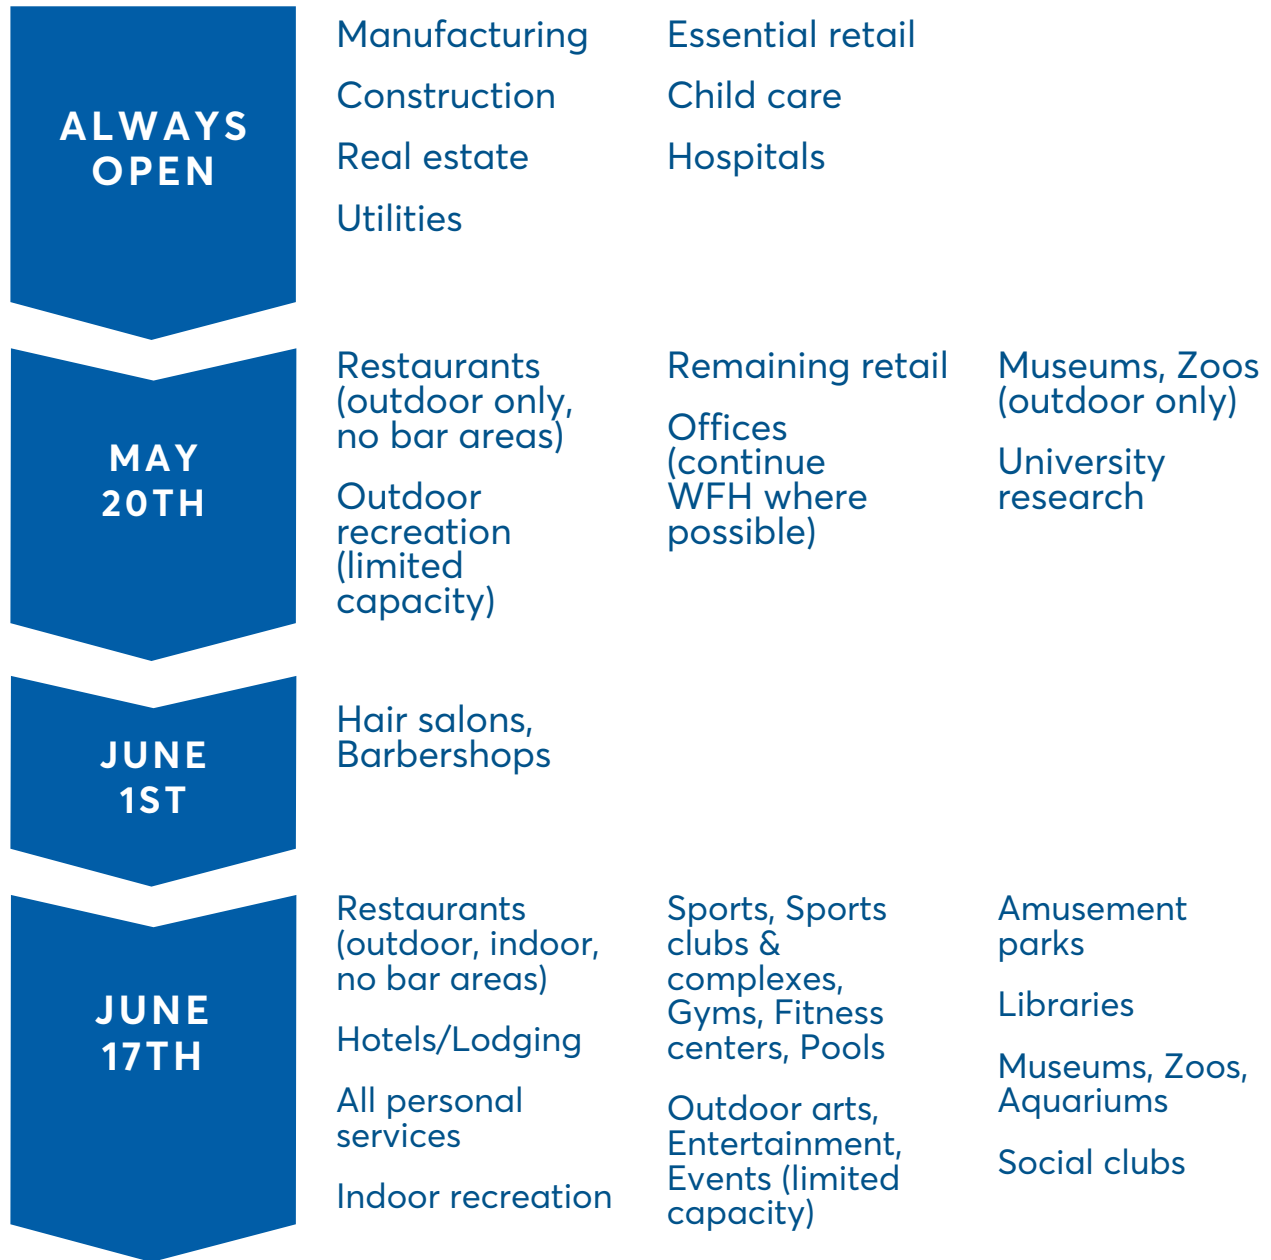 ALWAYS
OPEN
Manufacturing
Construction
Real estate
Utilities
Essential retail
Child care
Hospitals
MAY
20TH
Restaurants
(outdoor only,
no bar areas)
Outdoor
recreation
(limited
capacity)
Remaining retail
Offices
(continue
WFH where
possible)
Museums, Zoos
(outdoor only)
University
research
JUNE
1ST
Hair salons,
Barbershops
JUNE
17TH
Restaurants
(outdoor, indoor,
no bar areas)
Hotels/Lodging
All personal
services
Indoor recreation
Sports, Sports
clubs &
complexes,
Gyms, Fitness
centers, Pools
Outdoor arts,
Entertainment,
Events (limited
capacity)
Amusement
parks
Libraries
Museums, Zoos,
Aquariums
Social clubs